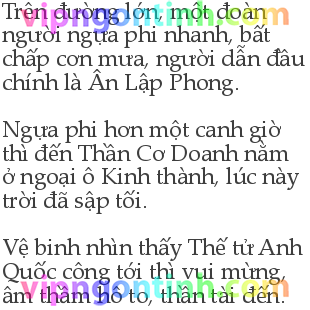 Trên đường lớn, một đoàn
người ngựa phi nhanh, bất
chấp cơn mưa, người dẫn đầu
chính là Ân Lập Phong.
Ngựa phi hơn một canh giờ
thì đến Thần Cơ Doanh nằm
ở ngoại ô Kinh thành, lúc này
trời đã sập tối.
Vệ binh nhìn thấy Thế tử Anh
Quốc công tới thì vui mừng,
âm thầm hô to, thần tài đến.
vipngontinh.com
vipngontinh.com